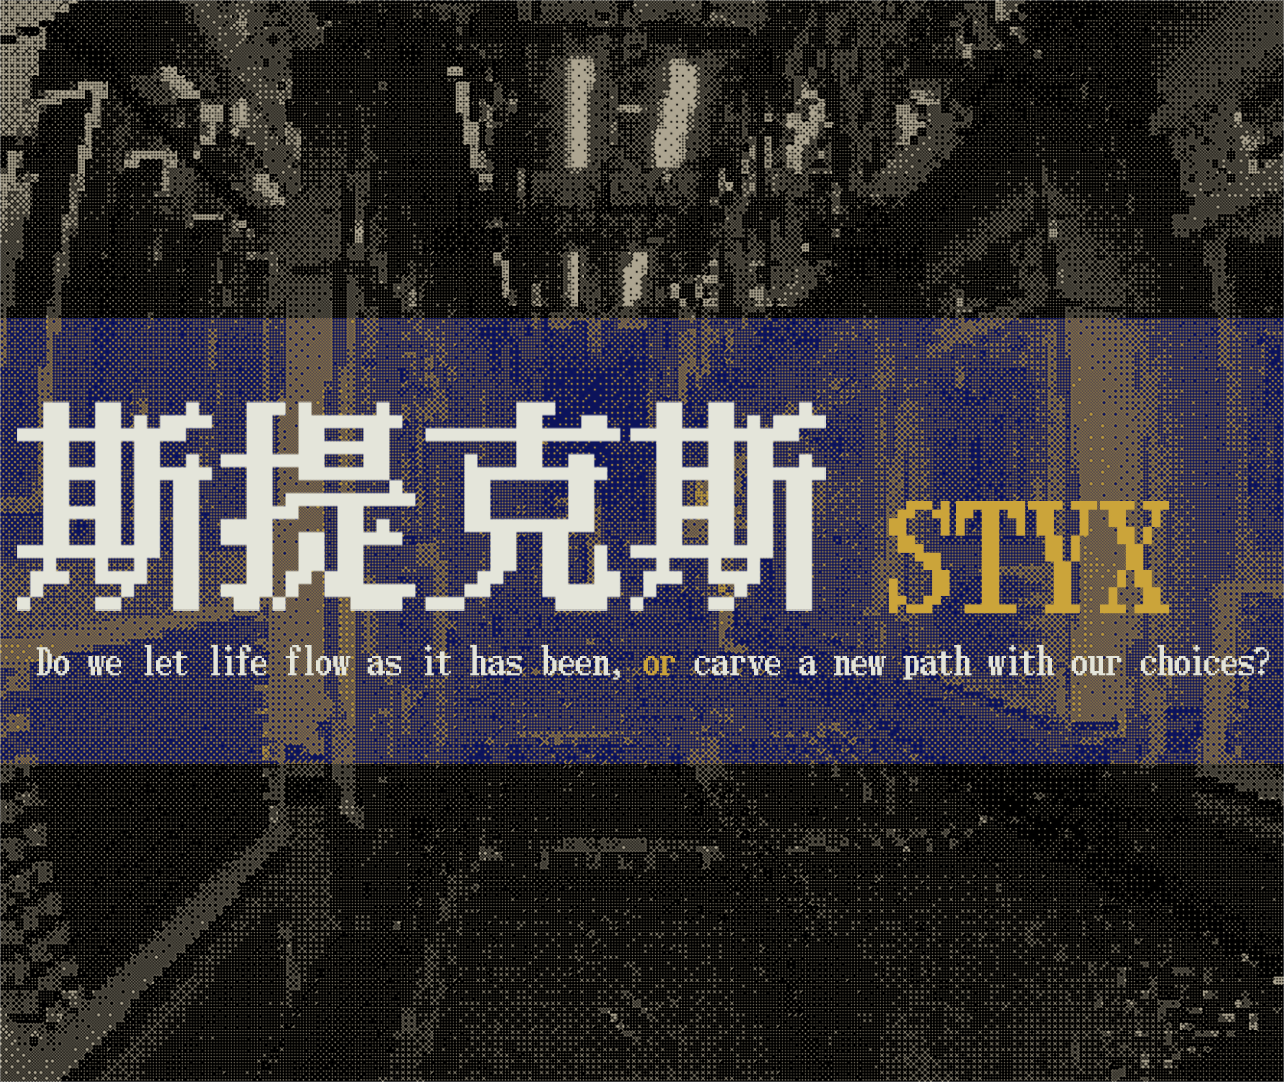 斯提克斯 STYX
Do we let life flow as it has been, or carve a new path with our choices?